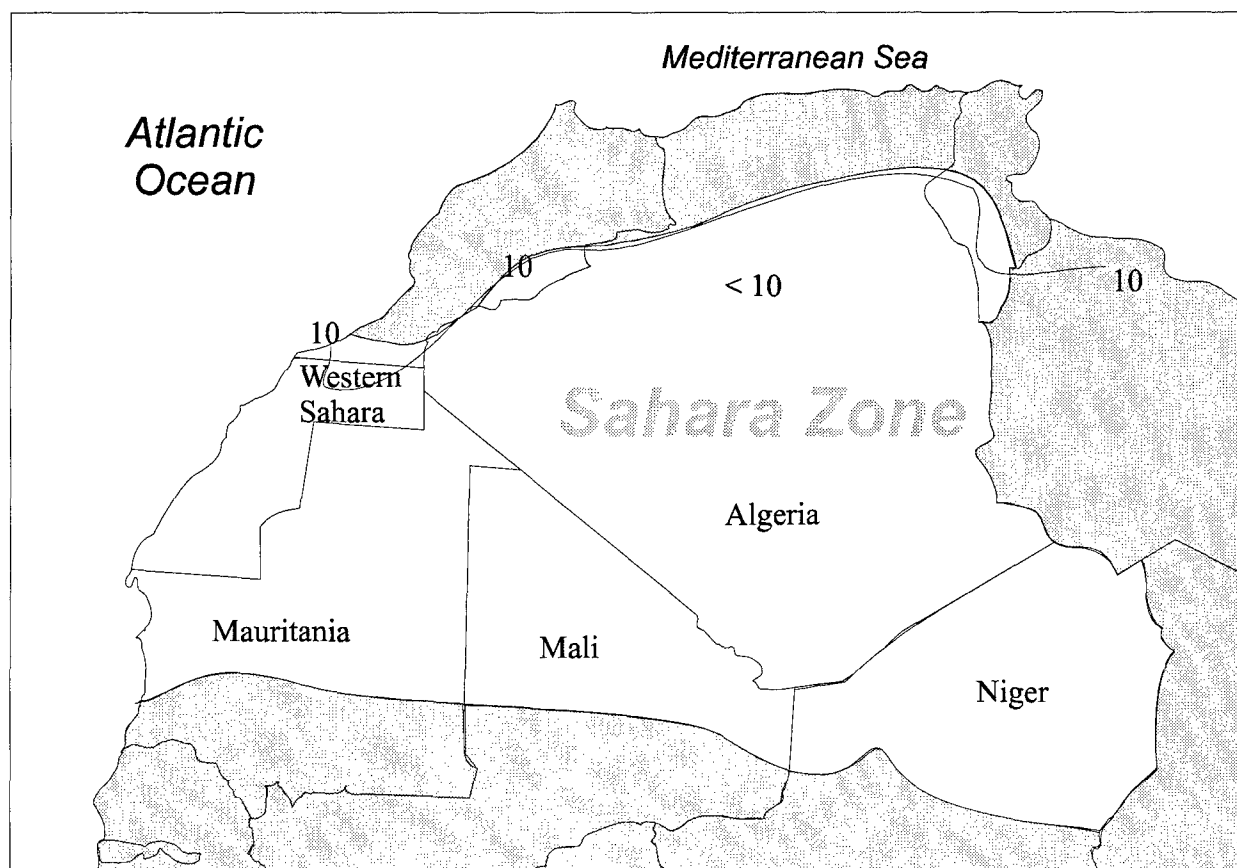 Mediterranean Sea
Atlantic
Ocean
10
< 10
10
10
Western
Sahara
Sahara Zone
Algeria
Mauritania
Mali
Niger